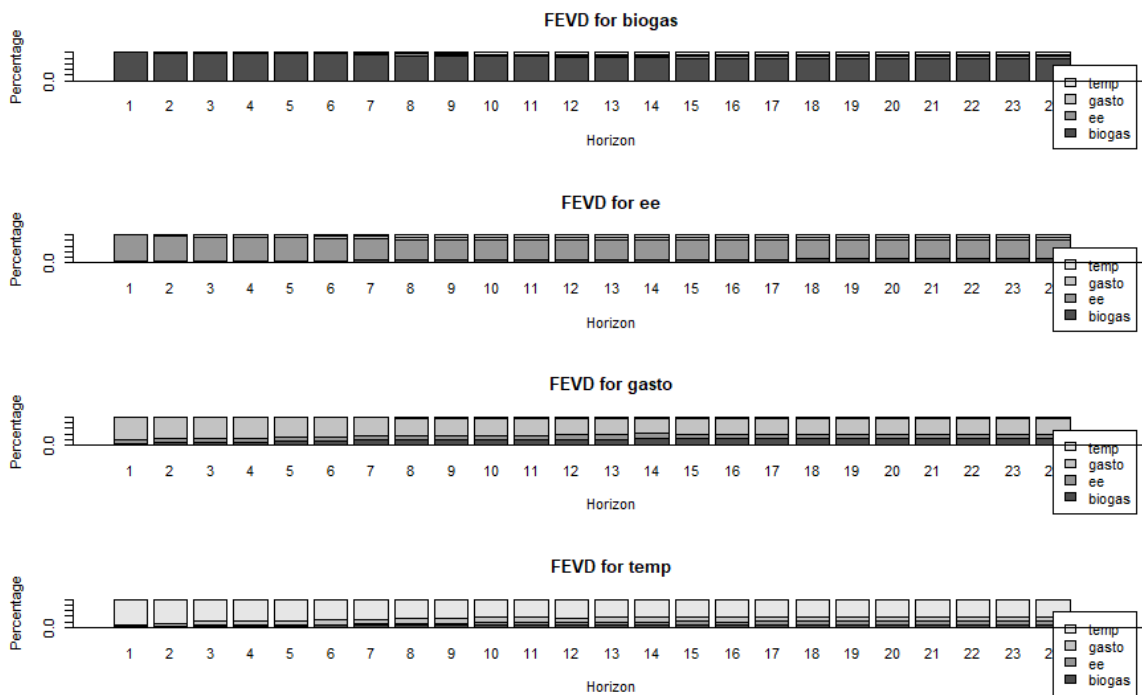 FEVD for biogas
Percentage
0.0
1 2 3 4 5 6 7 8 9 10 11 12 13 14 15 16 17 18 19 20 21 22 23 2
Horizon
temp
gasto
ee
biogas
FEVD for ee
Percentage
0.0
1 2 3 4 5 6 7 8 9 10 11 12 13 14 15 16 17 18 19 20 21 22 23 2
Horizon
temp
gasto
ee
biogas
FEVD for gasto
Percentage
0.0
1 2 3 4 5 6 7 8 9 10 11 12 13 14 15 16 17 18 19 20 21 22 23 2
Horizon
temp
gasto
ee
biogas
FEVD for temp
Percentage
0.0
1 2 3 4 5 6 7 8 9 10 11 12 13 14 15 16 17 18 19 20 21 22 23 2
Horizon
temp
gasto
ee
biogas